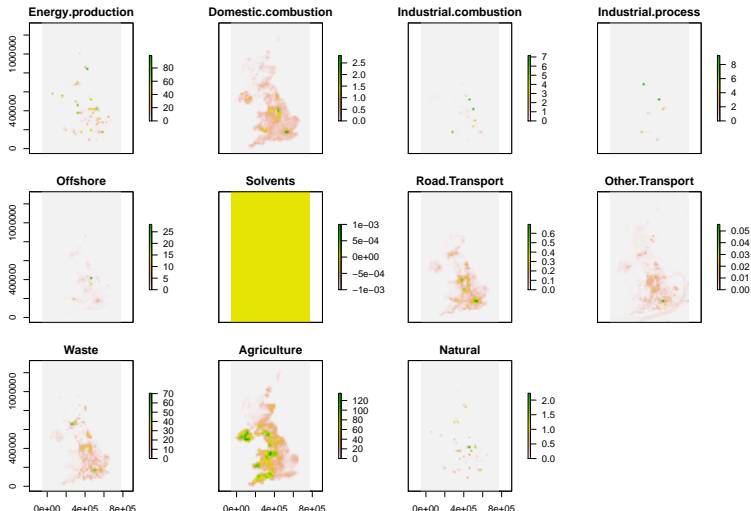 Energy.production
Domestic.combustion
Industrial.combustion
Industrial.process
0 400000 1000000
80
60
40
20
0
2.5
2.0
1.5
1.0
0.5
0.0
7
6
5
4
3
2
1
0
8
6
4
2
0
Offshore
Solvents
Road.Transport
Other.Transport
0 400000 1000000
25
20
15
10
5
0
1e−03
5e−04
0e+00
−5e−04
−1e−03
0.6
0.5
0.4
0.3
0.2
0.1
0.0
0.05
0.04
0.03
0.02
0.01
0.00
Waste
Agriculture
Natural
0 400000 1000000
70
60
50
40
30
20
10
0
120
100
80
60
40
20
0
2.0
1.5
1.0
0.5
0.0
0e+00 4e+05 8e+05
0e+00 4e+05 8e+05
0e+00 4e+05 8e+05